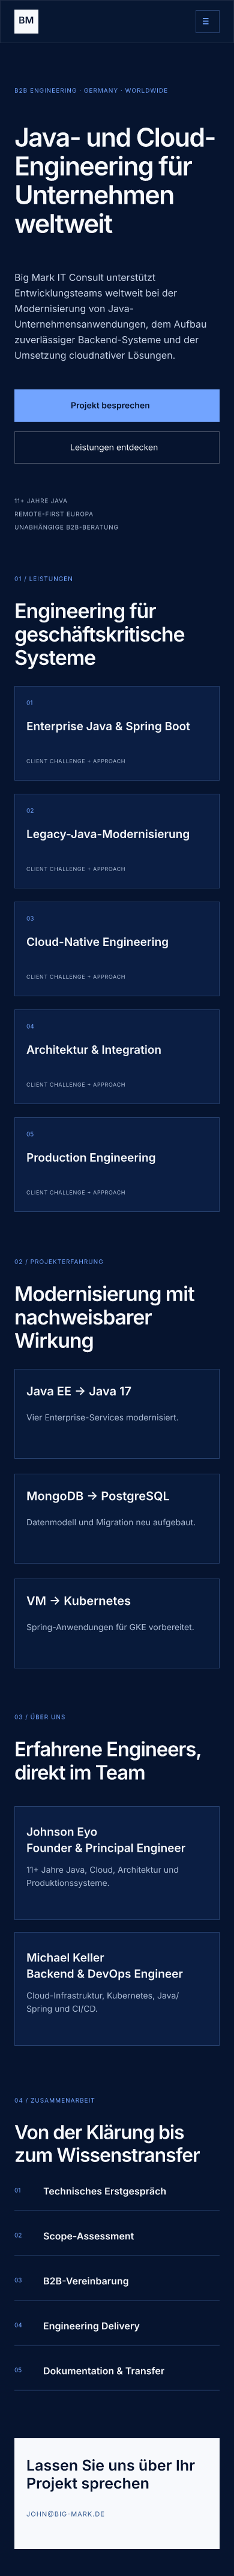 BM
B2B ENGINEERING · GERMANY · WORLDWIDE
Java- und Cloud-
Engineering für
Unternehmen
weltweit
Big Mark IT Consult unterstützt
Entwicklungsteams weltweit bei der
Modernisierung von Java-
Unternehmensanwendungen, dem Aufbau
zuverlässiger Backend-Systeme und der
Umsetzung cloudnativer Lösungen.
Projekt besprechen
Leistungen entdecken
11+ JAHRE JAVA
REMOTE-FIRST EUROPA
UNABHÄNGIGE B2B-BERATUNG
01 / LEISTUNGEN
Engineering für
geschäftskritische
Systeme
01
Enterprise Java & Spring Boot
CLIENT CHALLENGE + APPROACH
02
Legacy-Java-Modernisierung
CLIENT CHALLENGE + APPROACH
03
Cloud-Native Engineering
CLIENT CHALLENGE + APPROACH
04
Architektur & Integration
CLIENT CHALLENGE + APPROACH
05
Production Engineering
CLIENT CHALLENGE + APPROACH
02 / PROJEKTERFAHRUNG
Modernisierung mit
nachweisbarer
Wirkung
Java EE → Java 17
Vier Enterprise-Services modernisiert.
MongoDB → PostgreSQL
Datenmodell und Migration neu aufgebaut.
VM → Kubernetes
Spring-Anwendungen für GKE vorbereitet.
03 / ÜBER UNS
Erfahrene Engineers,
direkt im Team
Johnson Eyo
Founder & Principal Engineer
11+ Jahre Java, Cloud, Architektur und
Produktionssysteme.
Michael Keller
Backend & DevOps Engineer
Cloud-Infrastruktur, Kubernetes, Java/
Spring und CI/CD.
04 / ZUSAMMENARBEIT
Von der Klärung bis
zum Wissenstransfer
01 Technisches Erstgespräch
02 Scope-Assessment
03 B2B-Vereinbarung
04 Engineering Delivery
05 Dokumentation & Transfer
Lassen Sie uns über Ihr
Projekt sprechen
JOHN@BIG-MARK.DE